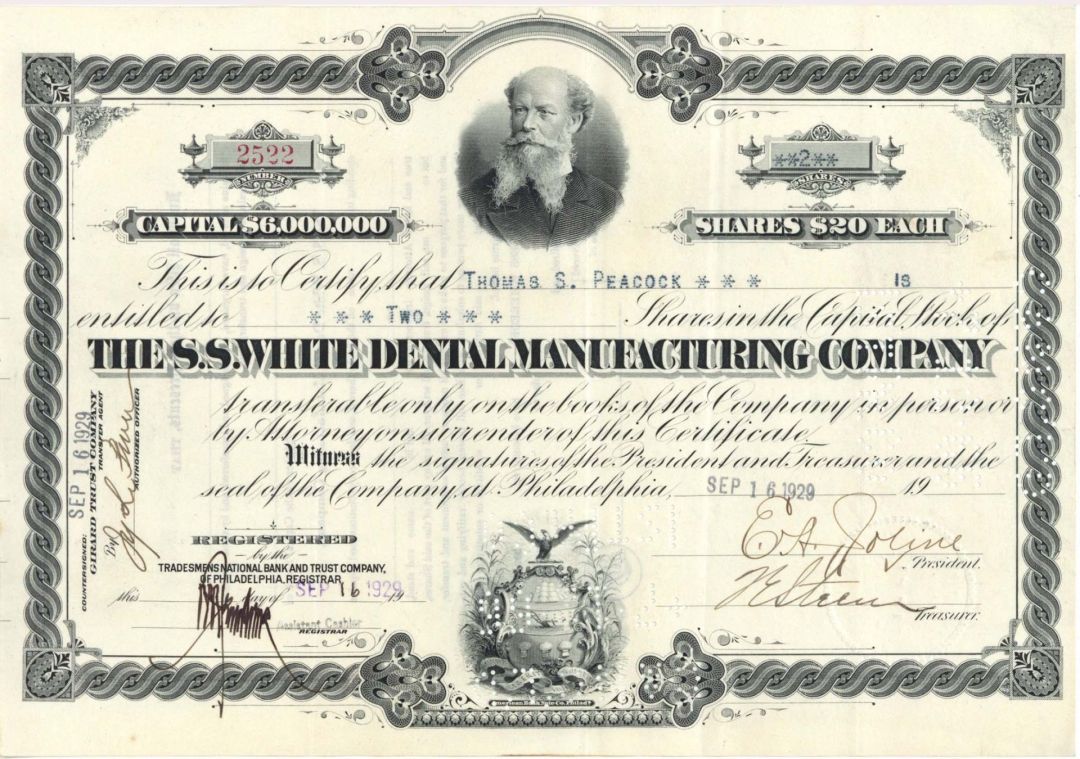 2522
NUMBER
**2**
SHARES
CAPITAL $6,000,000
SHARES $20 EACH
This is to Certify that THOMAS S. PEACOCK * * * IS
entitled to * * * TWO * * * Shares in the Capital Stock of
THE S.S. WHITE DENTAL MANUFACTURING COMPANY
transferable only on the books of the Company in person or
by Attorney on surrender of this Certificate.
Witness the signatures of the President and Treasurer and the
seal of the Company, at Philadelphia, SEP 16 1929 19
COUNTERSIGNED: SEP 16 1929
GIRARD TRUST COMPANY
TRANSFER AGENT
By
AUTHORIZED OFFICER
REGISTERED
by the
TRADESMENS NATIONAL BANK AND TRUST COMPANY,
OF PHILADELPHIA, REGISTRAR
this day of SEP 16 1929 19
Assistant Cashier
REGISTRAR
President.
Treasurer.